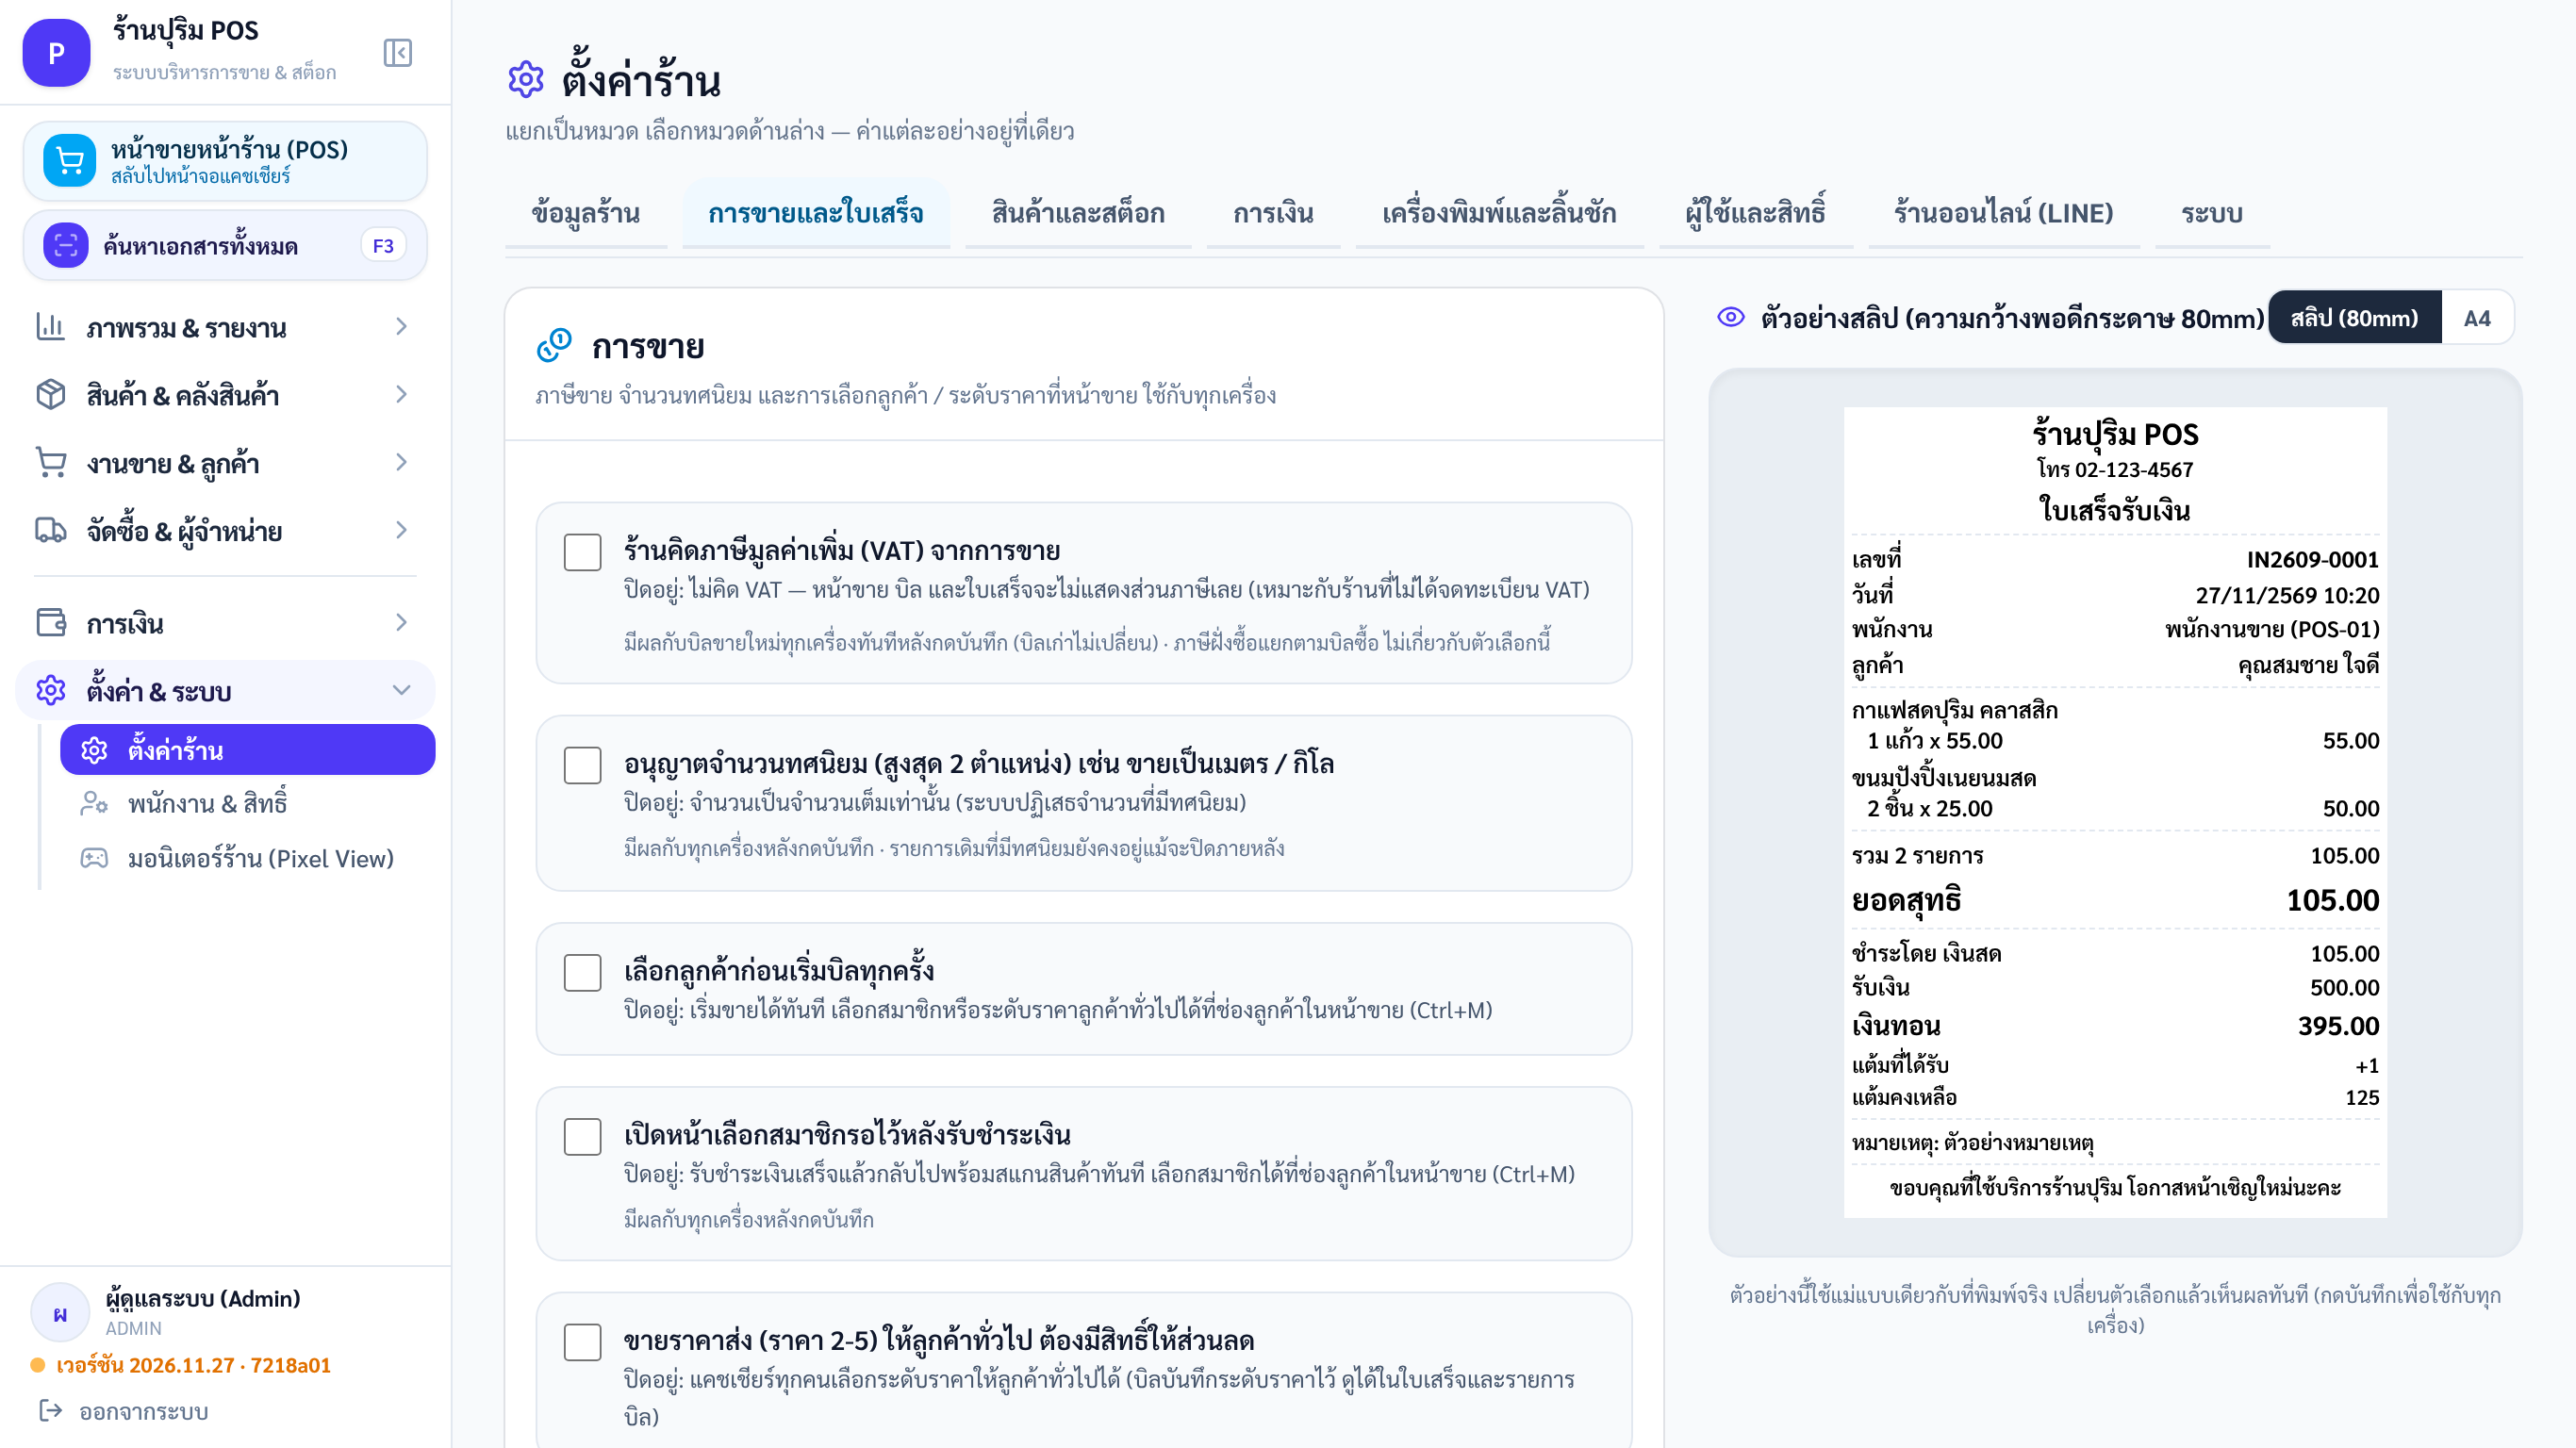 P
ร้านปุริม POS
ระบบบริหารการขาย & สต็อก
หน้าขายหน้าร้าน (POS)
สลับไปหน้าจอแคชเชียร์
ค้นหาเอกสารทั้งหมด F3
ภาพรวม & รายงาน
สินค้า & คลังสินค้า
งานขาย & ลูกค้า
จัดซื้อ & ผู้จำหน่าย
การเงิน
ตั้งค่า & ระบบ
ตั้งค่าร้าน
พนักงาน & สิทธิ์
มอนิเตอร์ร้าน (Pixel View)
ผ
ผู้ดูแลระบบ (Admin)
ADMIN
เวอร์ชัน 2026.11.27 · 7218a01
ออกจากระบบ
ตั้งค่าร้าน
แยกเป็นหมวด เลือกหมวดด้านล่าง — ค่าแต่ละอย่างอยู่ที่เดียว
ข้อมูลร้าน การขายและใบเสร็จ สินค้าและสต็อก การเงิน เครื่องพิมพ์และลิ้นชัก ผู้ใช้และสิทธิ์ ร้านออนไลน์ (LINE) ระบบ
การขาย
ภาษีขาย จำนวนทศนิยม และการเลือกลูกค้า / ระดับราคาที่หน้าขาย ใช้กับทุกเครื่อง
ร้านคิดภาษีมูลค่าเพิ่ม (VAT) จากการขาย
ปิดอยู่: ไม่คิด VAT — หน้าขาย บิล และใบเสร็จจะไม่แสดงส่วนภาษีเลย (เหมาะกับร้านที่ไม่ได้จดทะเบียน VAT)
มีผลกับบิลขายใหม่ทุกเครื่องทันทีหลังกดบันทึก (บิลเก่าไม่เปลี่ยน) · ภาษีฝั่งซื้อแยกตามบิลซื้อ ไม่เกี่ยวกับตัวเลือกนี้
อนุญาตจำนวนทศนิยม (สูงสุด 2 ตำแหน่ง) เช่น ขายเป็นเมตร / กิโล
ปิดอยู่: จำนวนเป็นจำนวนเต็มเท่านั้น (ระบบปฏิเสธจำนวนที่มีทศนิยม)
มีผลกับทุกเครื่องหลังกดบันทึก · รายการเดิมที่มีทศนิยมยังคงอยู่แม้จะปิดภายหลัง
เลือกลูกค้าก่อนเริ่มบิลทุกครั้ง
ปิดอยู่: เริ่มขายได้ทันที เลือกสมาชิกหรือระดับราคาลูกค้าทั่วไปได้ที่ช่องลูกค้าในหน้าขาย (Ctrl+M)
เปิดหน้าเลือกสมาชิกรอไว้หลังรับชำระเงิน
ปิดอยู่: รับชำระเงินเสร็จแล้วกลับไปพร้อมสแกนสินค้าทันที เลือกสมาชิกได้ที่ช่องลูกค้าในหน้าขาย (Ctrl+M)
มีผลกับทุกเครื่องหลังกดบันทึก
ขายราคาส่ง (ราคา 2-5) ให้ลูกค้าทั่วไป ต้องมีสิทธิ์ให้ส่วนลด
ปิดอยู่: แคชเชียร์ทุกคนเลือกระดับราคาให้ลูกค้าทั่วไปได้ (บิลบันทึกระดับราคาไว้ ดูได้ในใบเสร็จและรายการ
บิล)
ตัวอย่างสลิป (ความกว้างพอดีกระดาษ 80mm) สลิป (80mm) A4
ร้านปุริม POS
โทร 02-123-4567
ใบเสร็จรับเงิน
เลขที่ IN2609-0001
วันที่ 27/11/2569 10:20
พนักงาน พนักงานขาย (POS-01)
ลูกค้า คุณสมชาย ใจดี
กาแฟสดปุริม คลาสสิก
1 แก้ว x 55.00 55.00
ขนมปังปิ้งเนยนมสด
2 ชิ้น x 25.00 50.00
รวม 2 รายการ 105.00
ยอดสุทธิ 105.00
ชำระโดย เงินสด 105.00
รับเงิน 500.00
เงินทอน 395.00
แต้มที่ได้รับ +1
แต้มคงเหลือ 125
หมายเหตุ: ตัวอย่างหมายเหตุ
ขอบคุณที่ใช้บริการร้านปุริม โอกาสหน้าเชิญใหม่นะคะ
ตัวอย่างนี้ใช้แม่แบบเดียวกับที่พิมพ์จริง เปลี่ยนตัวเลือกแล้วเห็นผลทันที (กดบันทึกเพื่อใช้กับทุก
เครื่อง)